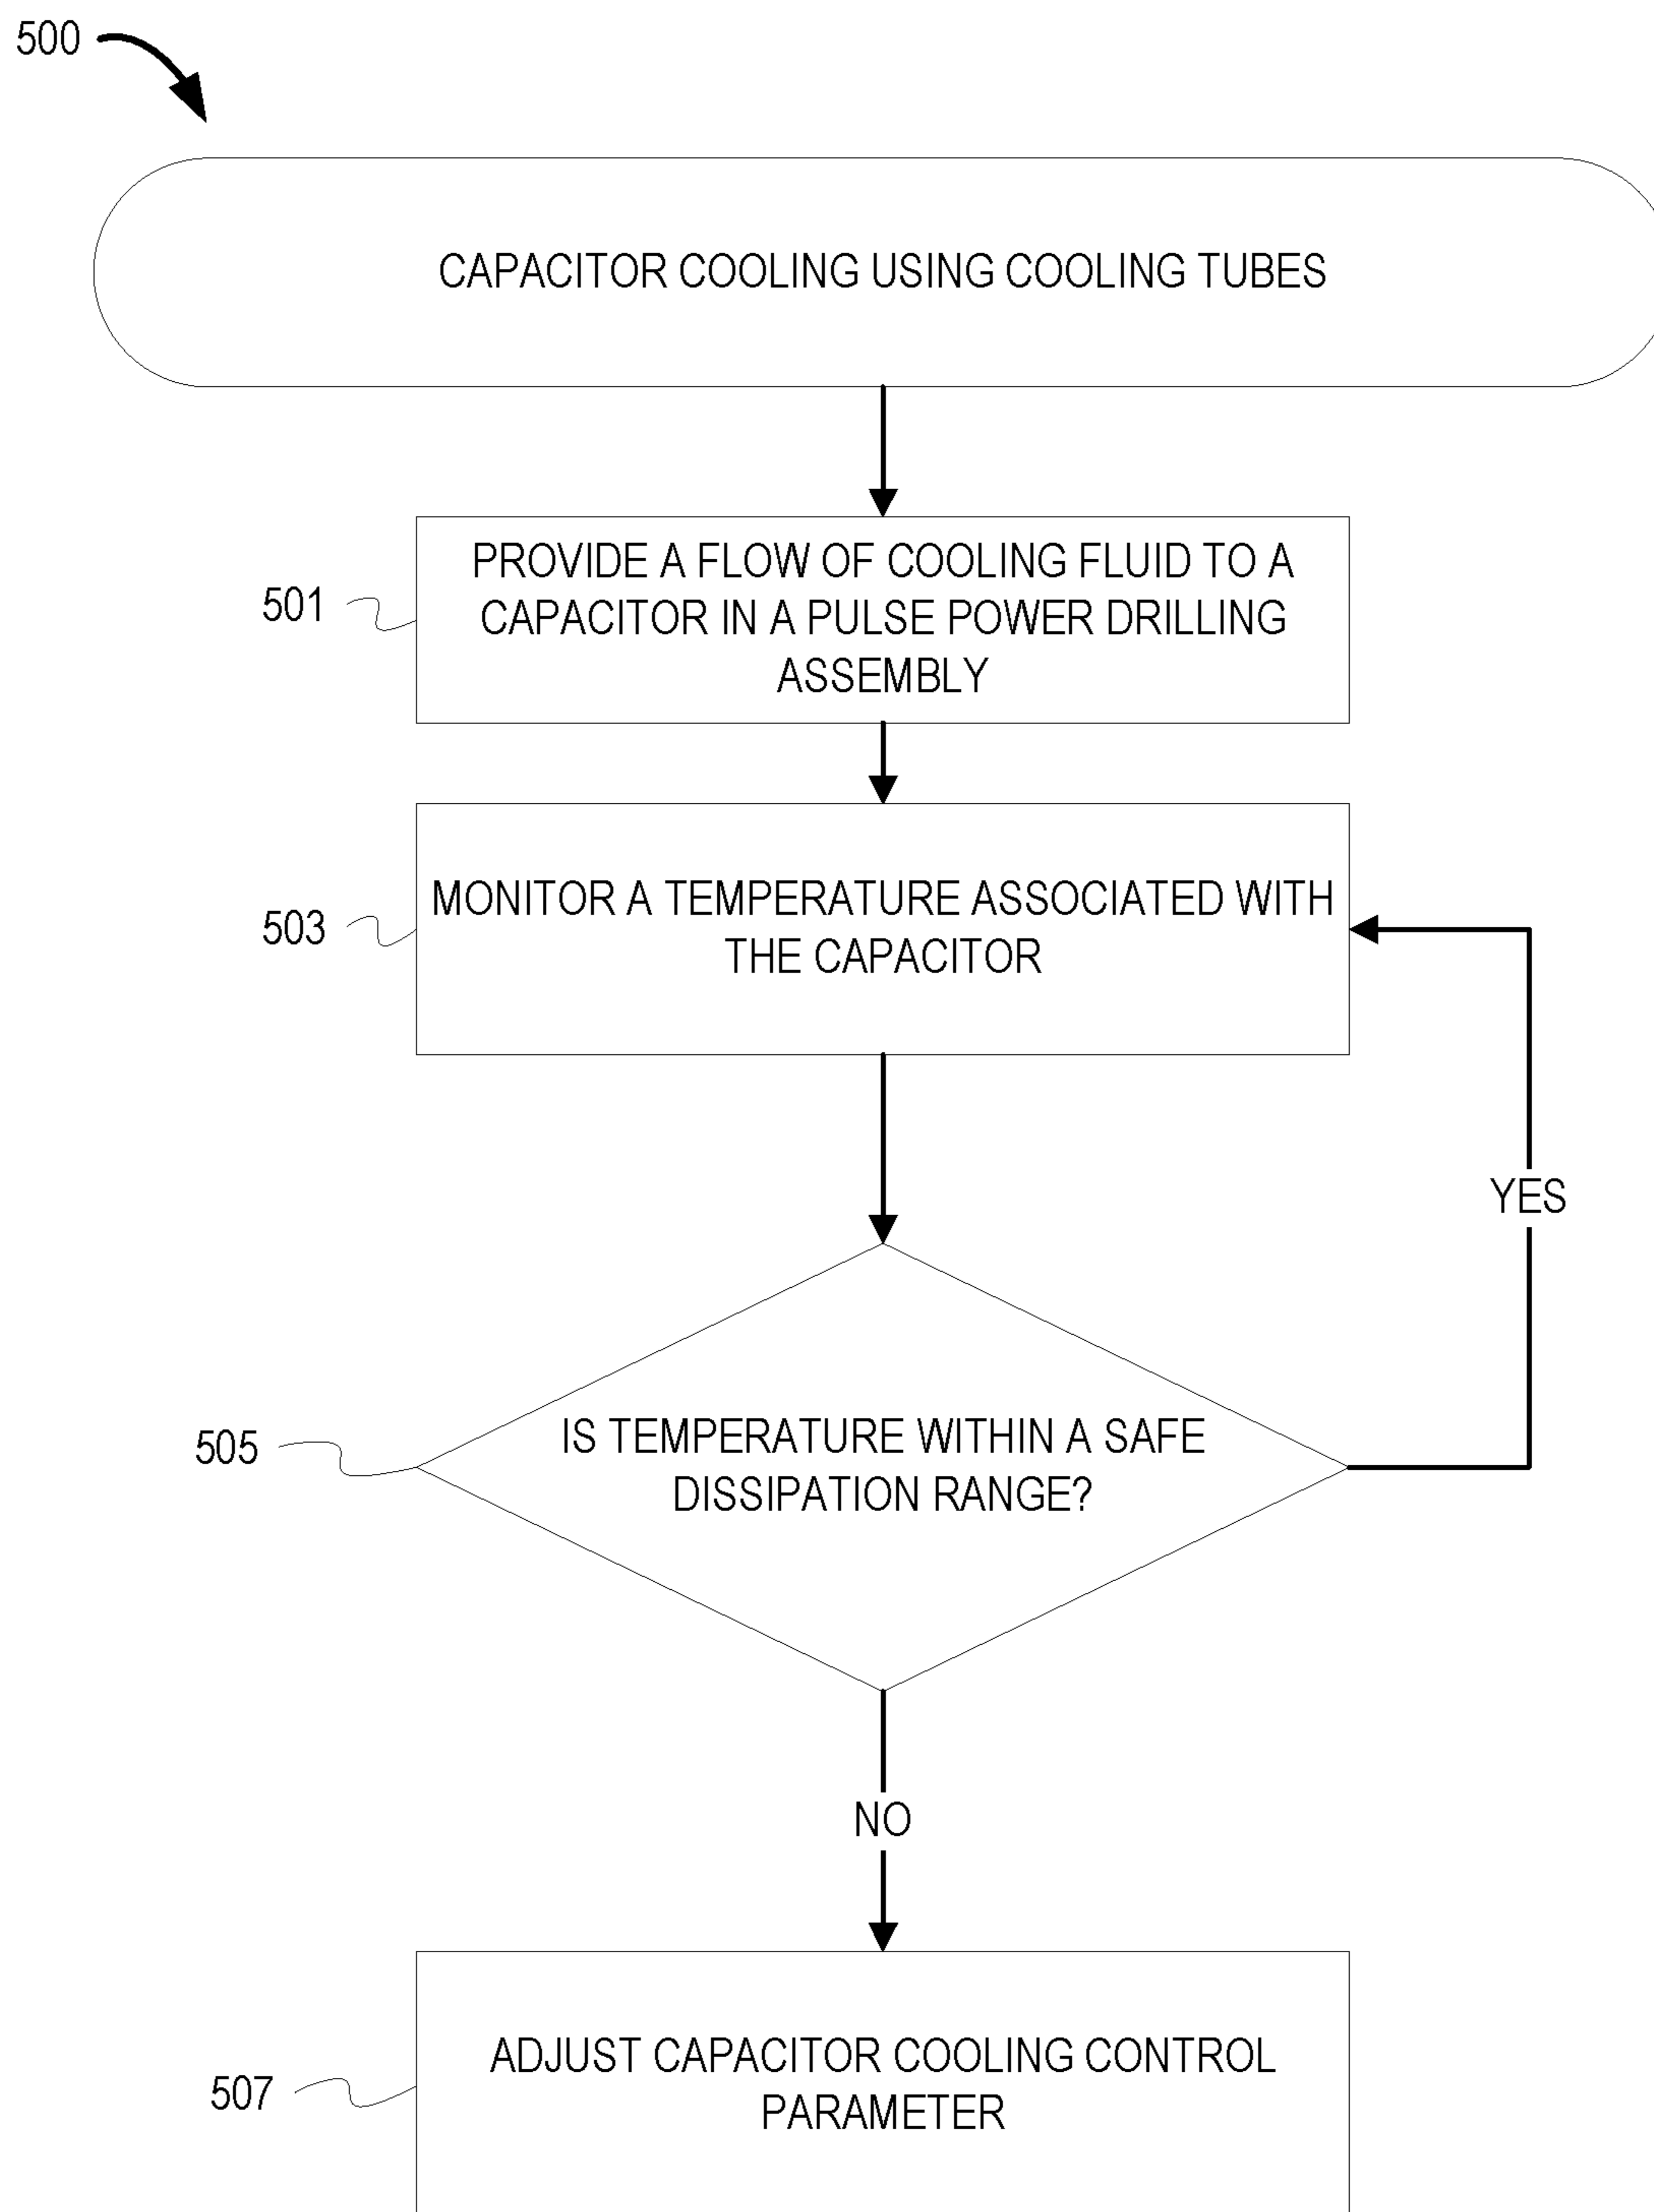 500
CAPACITOR COOLING USING COOLING TUBES
PROVIDE A FLOW OF COOLING FLUID TO A
CAPACITOR IN A PULSE POWER DRILLING
ASSEMBLY
501
MONITOR A TEMPERATURE ASSOCIATED WITH
THE CAPACITOR
503
YES
IS TEMPERATURE WITHIN A SAFE
DISSIPATION RANGE?
505
NO
ADJUST CAPACITOR COOLING CONTROL
PARAMETER
507